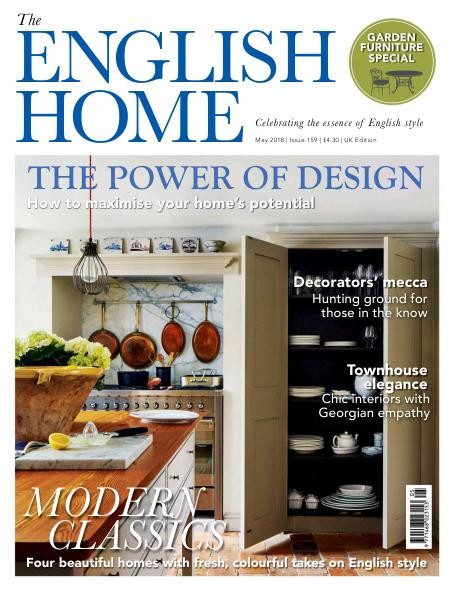 The
ENGLISH
HOME
GARDEN
FURNITURE
SPECIAL
Celebrating the essence of English style
May 2018 | Issue 159 | £4.30 | UK Edition
THE POWER OF DESIGN
How to maximise your home's potential
Decorators' mecca
Hunting ground for
those in the know
Townhouse
elegance
Chic interiors with
Georgian empathy
MODERN
CLASSICS
Four beautiful homes with fresh, colourful takes on English style